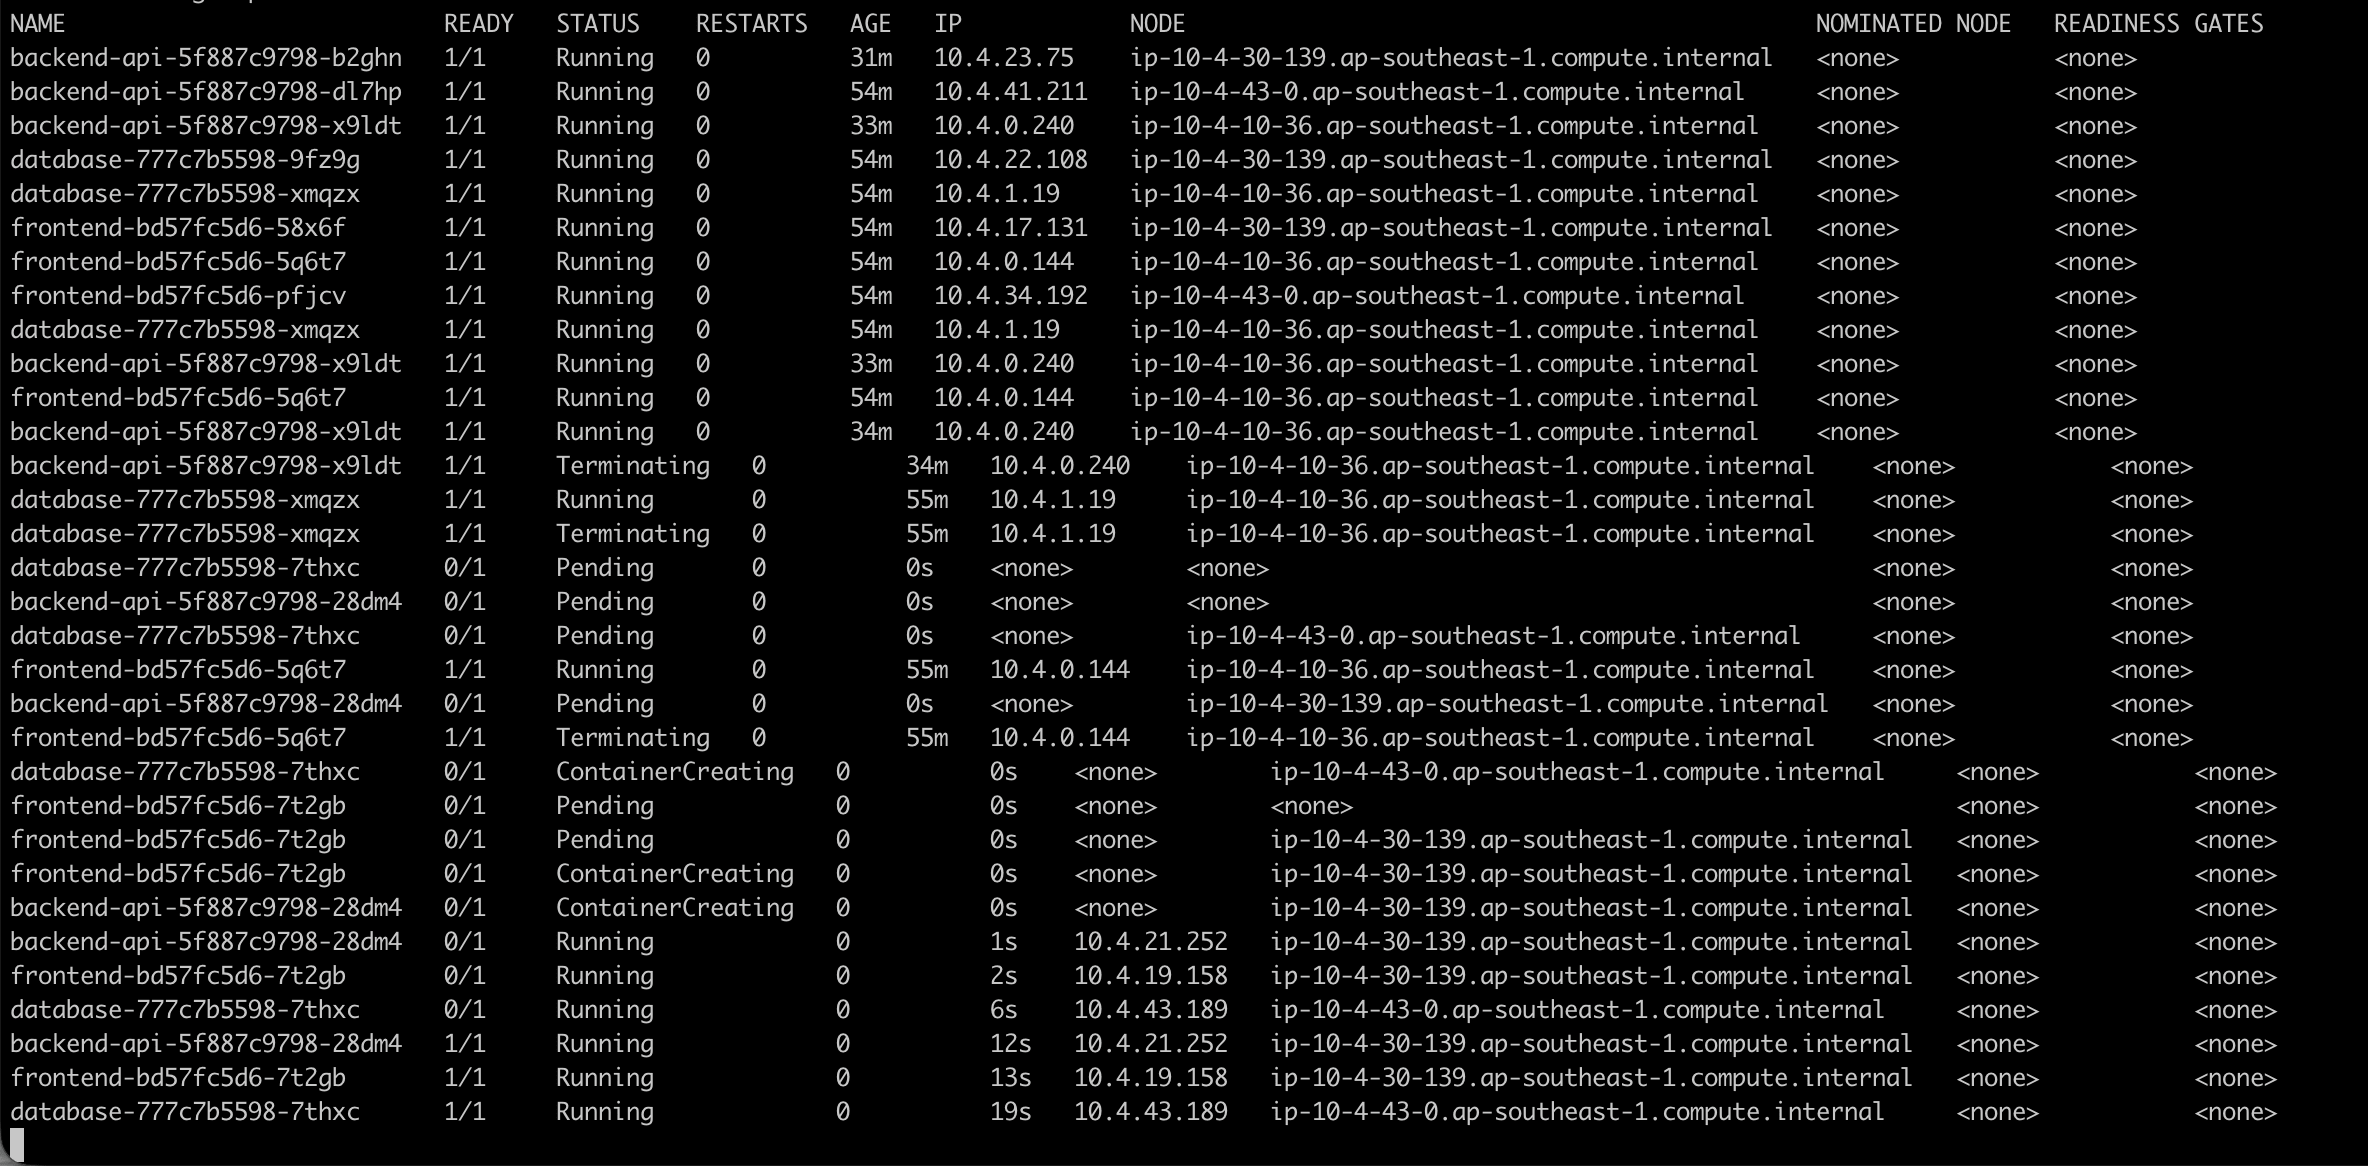 NAME READY STATUS RESTARTS AGE IP NODE NOMINATED NODE READINESS GATES
backend-api-5f887c9798-b2ghn 1/1 Running 0 31m 10.4.23.75 ip-10-4-30-139.ap-southeast-1.compute.internal <none> <none>
backend-api-5f887c9798-dl7hp 1/1 Running 0 54m 10.4.41.211 ip-10-4-43-0.ap-southeast-1.compute.internal <none> <none>
backend-api-5f887c9798-x9ldt 1/1 Running 0 33m 10.4.0.240 ip-10-4-10-36.ap-southeast-1.compute.internal <none> <none>
database-777c7b5598-9fz9g 1/1 Running 0 54m 10.4.22.108 ip-10-4-30-139.ap-southeast-1.compute.internal <none> <none>
database-777c7b5598-xmqzx 1/1 Running 0 54m 10.4.1.19 ip-10-4-10-36.ap-southeast-1.compute.internal <none> <none>
frontend-bd57fc5d6-58x6f 1/1 Running 0 54m 10.4.17.131 ip-10-4-30-139.ap-southeast-1.compute.internal <none> <none>
frontend-bd57fc5d6-5q6t7 1/1 Running 0 54m 10.4.0.144 ip-10-4-10-36.ap-southeast-1.compute.internal <none> <none>
frontend-bd57fc5d6-pfjcv 1/1 Running 0 54m 10.4.34.192 ip-10-4-43-0.ap-southeast-1.compute.internal <none> <none>
database-777c7b5598-xmqzx 1/1 Running 0 54m 10.4.1.19 ip-10-4-10-36.ap-southeast-1.compute.internal <none> <none>
backend-api-5f887c9798-x9ldt 1/1 Running 0 33m 10.4.0.240 ip-10-4-10-36.ap-southeast-1.compute.internal <none> <none>
frontend-bd57fc5d6-5q6t7 1/1 Running 0 54m 10.4.0.144 ip-10-4-10-36.ap-southeast-1.compute.internal <none> <none>
backend-api-5f887c9798-x9ldt 1/1 Running 0 34m 10.4.0.240 ip-10-4-10-36.ap-southeast-1.compute.internal <none> <none>
backend-api-5f887c9798-x9ldt 1/1 Terminating 0 34m 10.4.0.240 ip-10-4-10-36.ap-southeast-1.compute.internal <none> <none>
database-777c7b5598-xmqzx 1/1 Running 0 55m 10.4.1.19 ip-10-4-10-36.ap-southeast-1.compute.internal <none> <none>
database-777c7b5598-xmqzx 1/1 Terminating 0 55m 10.4.1.19 ip-10-4-10-36.ap-southeast-1.compute.internal <none> <none>
database-777c7b5598-7thxc 0/1 Pending 0 0s <none> <none> <none> <none>
backend-api-5f887c9798-28dm4 0/1 Pending 0 0s <none> <none> <none> <none>
database-777c7b5598-7thxc 0/1 Pending 0 0s <none> ip-10-4-43-0.ap-southeast-1.compute.internal <none> <none>
frontend-bd57fc5d6-5q6t7 1/1 Running 0 55m 10.4.0.144 ip-10-4-10-36.ap-southeast-1.compute.internal <none> <none>
backend-api-5f887c9798-28dm4 0/1 Pending 0 0s <none> ip-10-4-30-139.ap-southeast-1.compute.internal <none> <none>
frontend-bd57fc5d6-5q6t7 1/1 Terminating 0 55m 10.4.0.144 ip-10-4-10-36.ap-southeast-1.compute.internal <none> <none>
database-777c7b5598-7thxc 0/1 ContainerCreating 0 0s <none> ip-10-4-43-0.ap-southeast-1.compute.internal <none> <none>
frontend-bd57fc5d6-7t2gb 0/1 Pending 0 0s <none> <none> <none> <none>
frontend-bd57fc5d6-7t2gb 0/1 Pending 0 0s <none> ip-10-4-30-139.ap-southeast-1.compute.internal <none> <none>
frontend-bd57fc5d6-7t2gb 0/1 ContainerCreating 0 0s <none> ip-10-4-30-139.ap-southeast-1.compute.internal <none> <none>
backend-api-5f887c9798-28dm4 0/1 ContainerCreating 0 0s <none> ip-10-4-30-139.ap-southeast-1.compute.internal <none> <none>
backend-api-5f887c9798-28dm4 0/1 Running 0 1s 10.4.21.252 ip-10-4-30-139.ap-southeast-1.compute.internal <none> <none>
frontend-bd57fc5d6-7t2gb 0/1 Running 0 2s 10.4.19.158 ip-10-4-30-139.ap-southeast-1.compute.internal <none> <none>
database-777c7b5598-7thxc 0/1 Running 0 6s 10.4.43.189 ip-10-4-43-0.ap-southeast-1.compute.internal <none> <none>
backend-api-5f887c9798-28dm4 1/1 Running 0 12s 10.4.21.252 ip-10-4-30-139.ap-southeast-1.compute.internal <none> <none>
frontend-bd57fc5d6-7t2gb 1/1 Running 0 13s 10.4.19.158 ip-10-4-30-139.ap-southeast-1.compute.internal <none> <none>
database-777c7b5598-7thxc 1/1 Running 0 19s 10.4.43.189 ip-10-4-43-0.ap-southeast-1.compute.internal <none> <none>